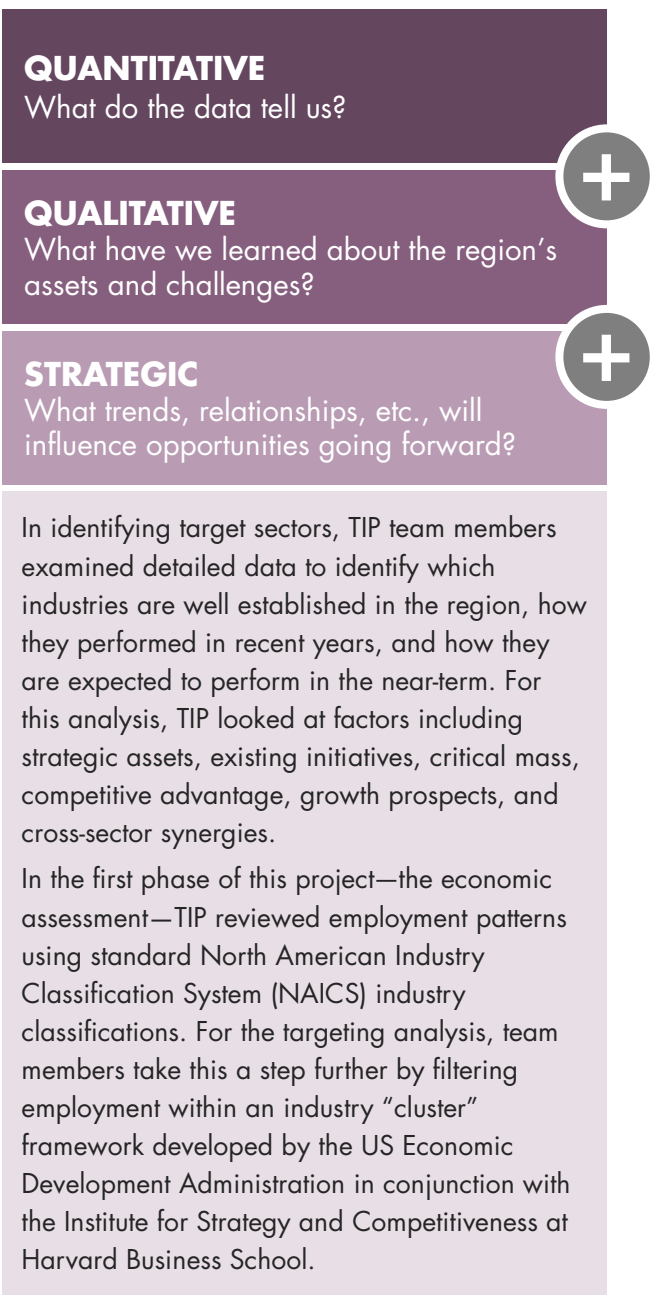 QUANTITATIVE
What do the data tell us?
+
QUALITATIVE
What have we learned about the region’s
assets and challenges?
+
STRATEGIC
What trends, relationships, etc., will
influence opportunities going forward?
In identifying target sectors, TIP team members
examined detailed data to identify which
industries are well established in the region, how
they performed in recent years, and how they
are expected to perform in the near-term. For
this analysis, TIP looked at factors including
strategic assets, existing initiatives, critical mass,
competitive advantage, growth prospects, and
cross-sector synergies.
In the first phase of this project—the economic
assessment—TIP reviewed employment patterns
using standard North American Industry
Classification System (NAICS) industry
classifications. For the targeting analysis, team
members take this a step further by filtering
employment within an industry “cluster”
framework developed by the US Economic
Development Administration in conjunction with
the Institute for Strategy and Competitiveness at
Harvard Business School.